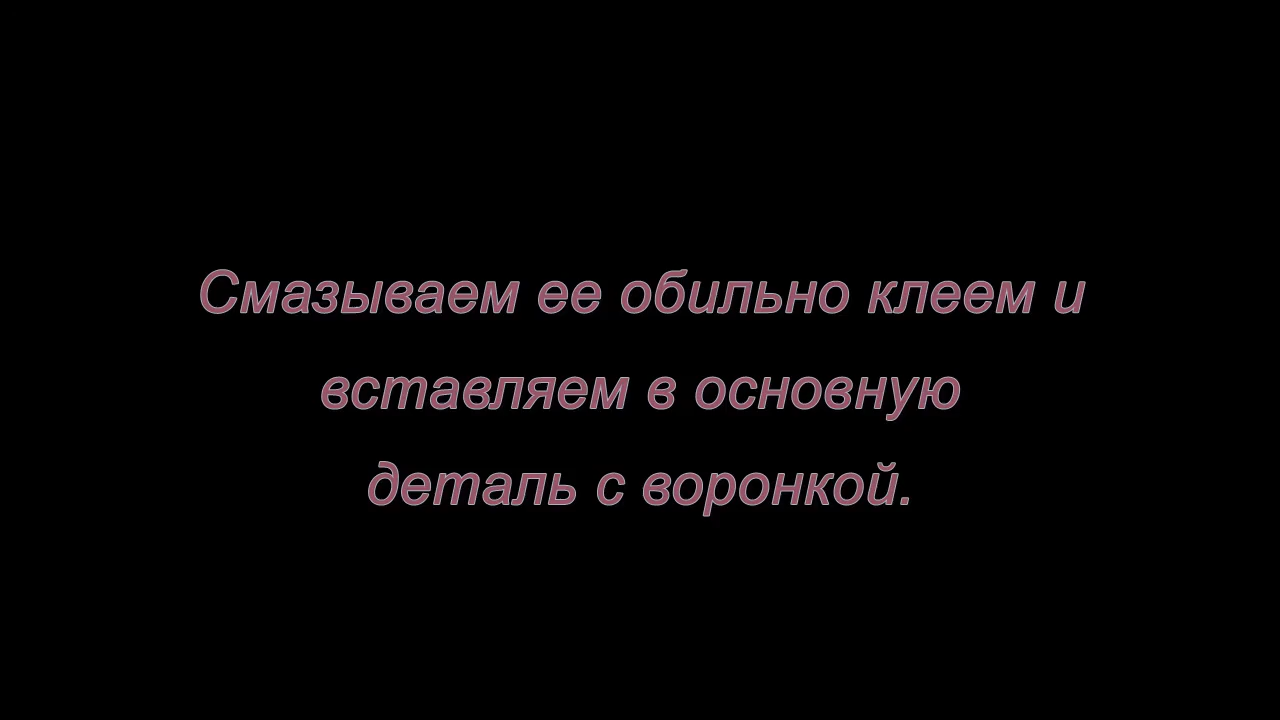 Смазываем ее обильно клеем и
вставляем в основную
деталь с воронкой.